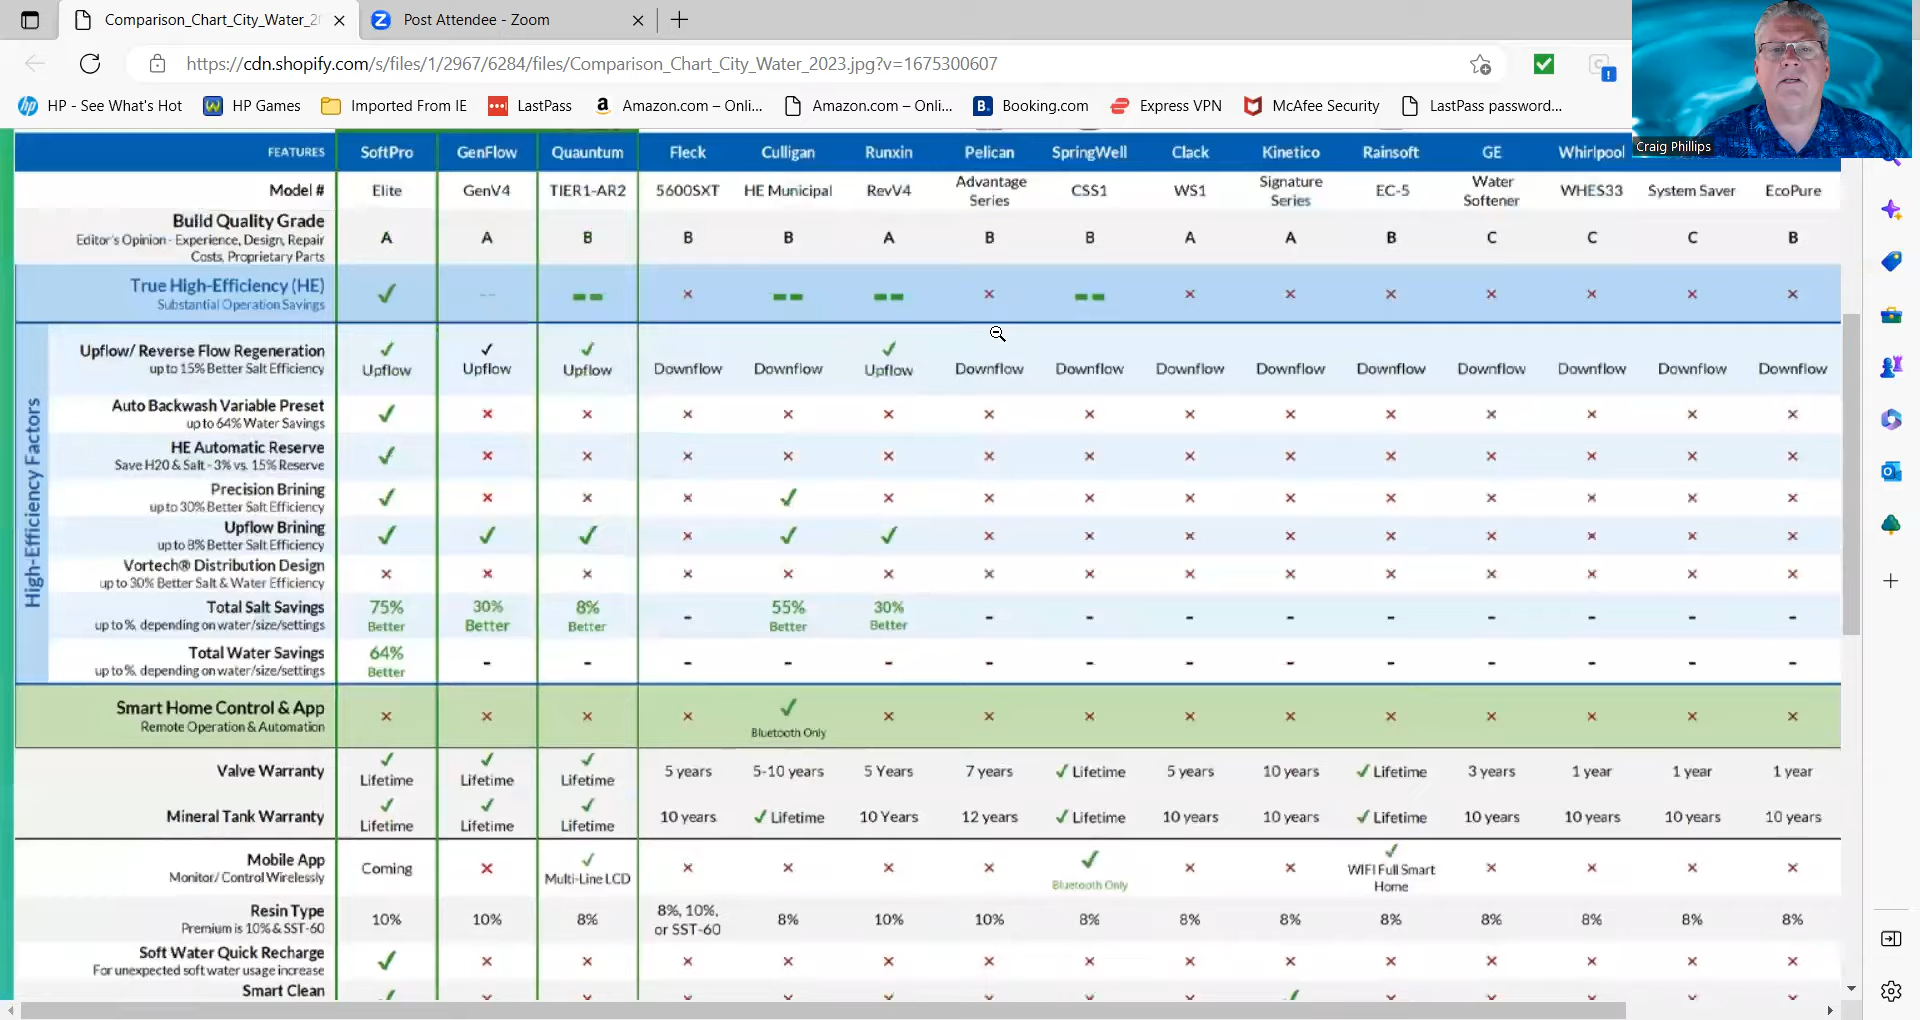 Comparison_Chart_City_Water_2
Post Attendee - Zoom
https://cdn.shopify.com/s/files/1/2967/6284/files/Comparison_Chart_City_Water_2023.jpg?v=1675300607
HP - See What's Hot
HP Games
Imported From IE
LastPass
Amazon.com – Onli...
Amazon.com – Onli...
Booking.com
Express VPN
McAfee Security
LastPass password...
Craig Phillips
FEATURES SoftPro GenFlow Quauntum Fleck Culligan Runxin Pelican SpringWell Clack Kinetico Rainsoft GE Whirlpool
Model # Elite GenV4 TIER1-AR2 5600SXT HE Municipal RevV4 Advantage Series CSS1 WS1 Signature Series EC-5 Water Softener WHES33 System Saver EcoPure
Build Quality Grade
Editor's Opinion - Experience, Design, Repair
Costs, Proprietary Parts
A A B B B A B B A A B C C C B
True High-Efficiency (HE)
Substantial Operation Savings
High-Efficiency Factors
Upflow/ Reverse Flow Regeneration
up to 15% Better Salt Efficiency
Upflow Upflow Upflow Downflow Downflow Upflow Downflow Downflow Downflow Downflow Downflow Downflow Downflow Downflow Downflow
Auto Backwash Variable Preset
up to 64% Water Savings
HE Automatic Reserve
Save H20 & Salt - 3% vs. 15% Reserve
Precision Brining
up to 30% Better Salt Efficiency
Upflow Brining
up to 8% Better Salt Efficiency
Vortech® Distribution Design
up to 30% Better Salt & Water Efficiency
Total Salt Savings
up to %, depending on water/size/settings
75% Better 30% Better 8% Better - 55% Better 30% Better - - - - - - - - -
Total Water Savings
up to %, depending on water/size/settings
64% Better - - - - - - - - - - - - - -
Smart Home Control & App
Remote Operation & Automation
Bluetooth Only
Valve Warranty Lifetime Lifetime Lifetime 5 years 5-10 years 5 Years 7 years Lifetime 5 years 10 years Lifetime 3 years 1 year 1 year 1 year
Mineral Tank Warranty Lifetime Lifetime Lifetime 10 years Lifetime 10 Years 12 years Lifetime 10 years 10 years Lifetime 10 years 10 years 10 years 10 years
Mobile App
Monitor/ Control Wirelessly
Coming Multi-Line LCD Bluetooth Only WIFI Full Smart Home
Resin Type
Premium is 10% & SST-60
10% 10% 8% 8%, 10%, or SST-60 8% 10% 10% 8% 8% 8% 8% 8% 8% 8% 8%
Soft Water Quick Recharge
For unexpected soft water usage increase
Smart Clean